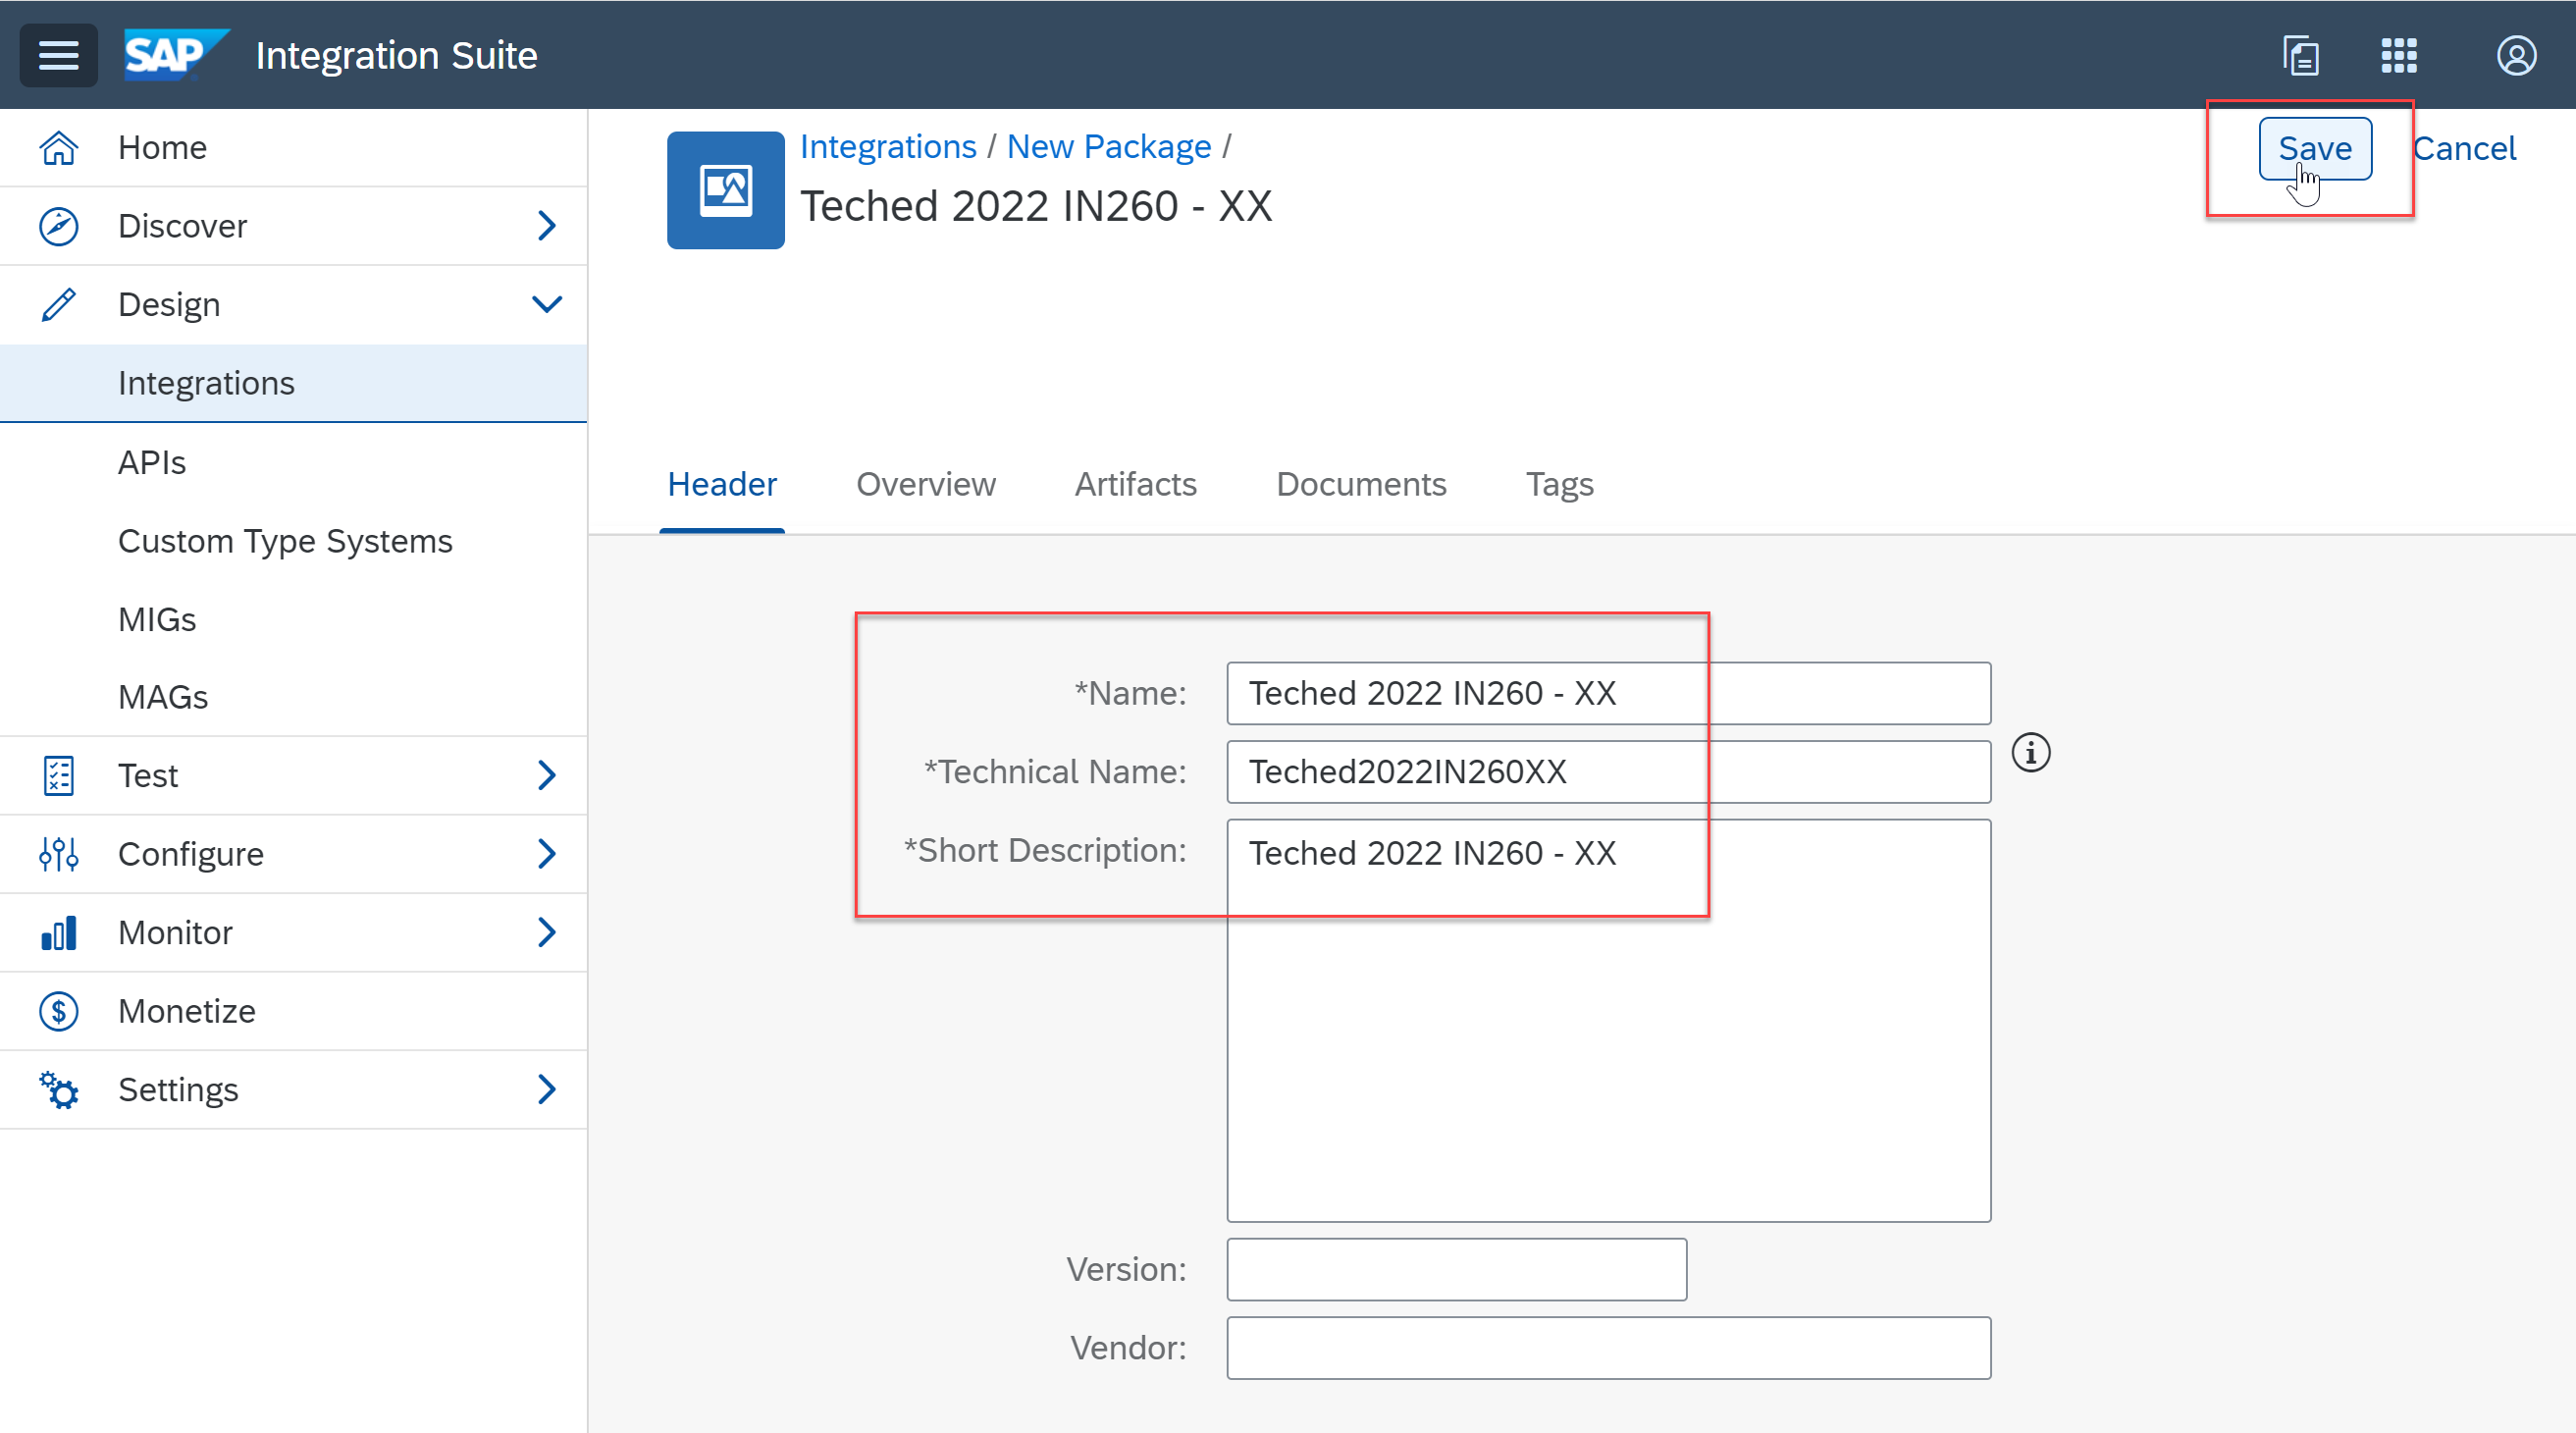 SAP Integration Suite
Home
Discover
Design
Integrations
APIs
Custom Type Systems
MIGs
MAGs
Test
Configure
Monitor
Monetize
Settings
Integrations / New Package /
Teched 2022 IN260 - XX
Save Cancel
Header Overview Artifacts Documents Tags
*Name: Teched 2022 IN260 - XX
*Technical Name: Teched2022IN260XX
*Short Description: Teched 2022 IN260 - XX
Version:
Vendor: